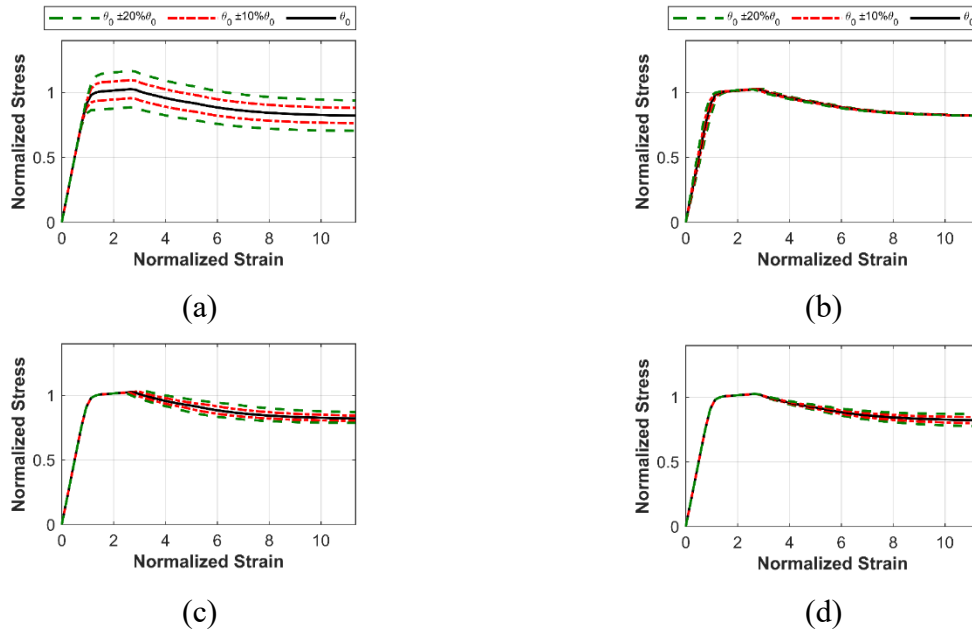 θ₀ ±20%θ₀ θ₀ ±10%θ₀ θ₀
Normalized Stress
1
0.5
0
0 2 4 6 8 10
Normalized Strain
(a)
θ₀ ±20%θ₀ θ₀ ±10%θ₀ θ₀
Normalized Stress
1
0.5
0
0 2 4 6 8 10
Normalized Strain
(b)
Normalized Stress
1
0.5
0
0 2 4 6 8 10
Normalized Strain
(c)
Normalized Stress
1
0.5
0
0 2 4 6 8 10
Normalized Strain
(d)